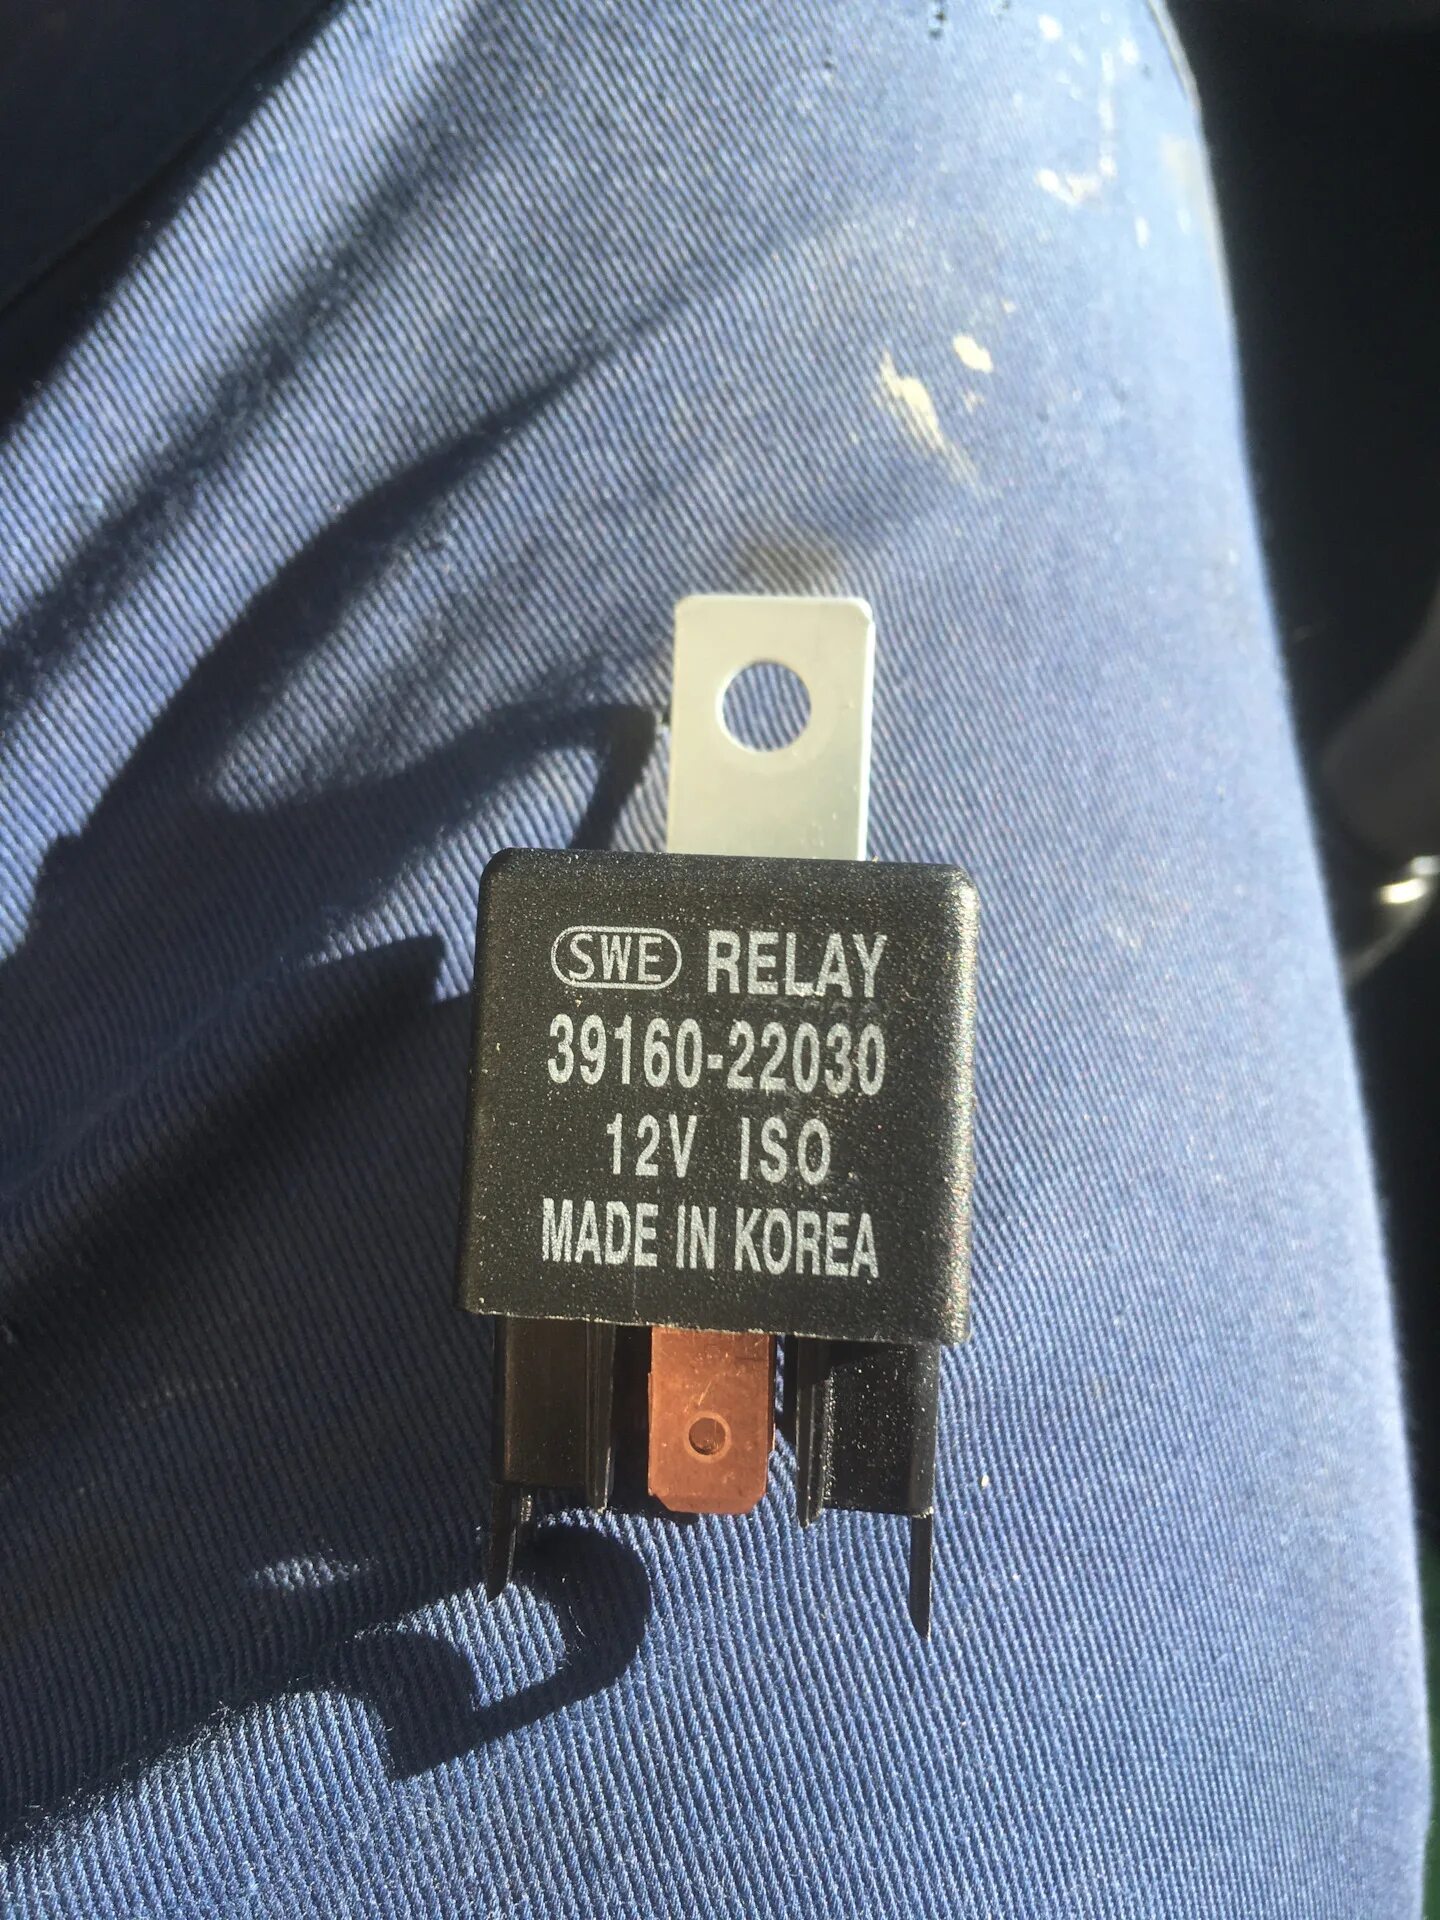 SWE RELAY
39160-22030
12V ISO
MADE IN KOREA